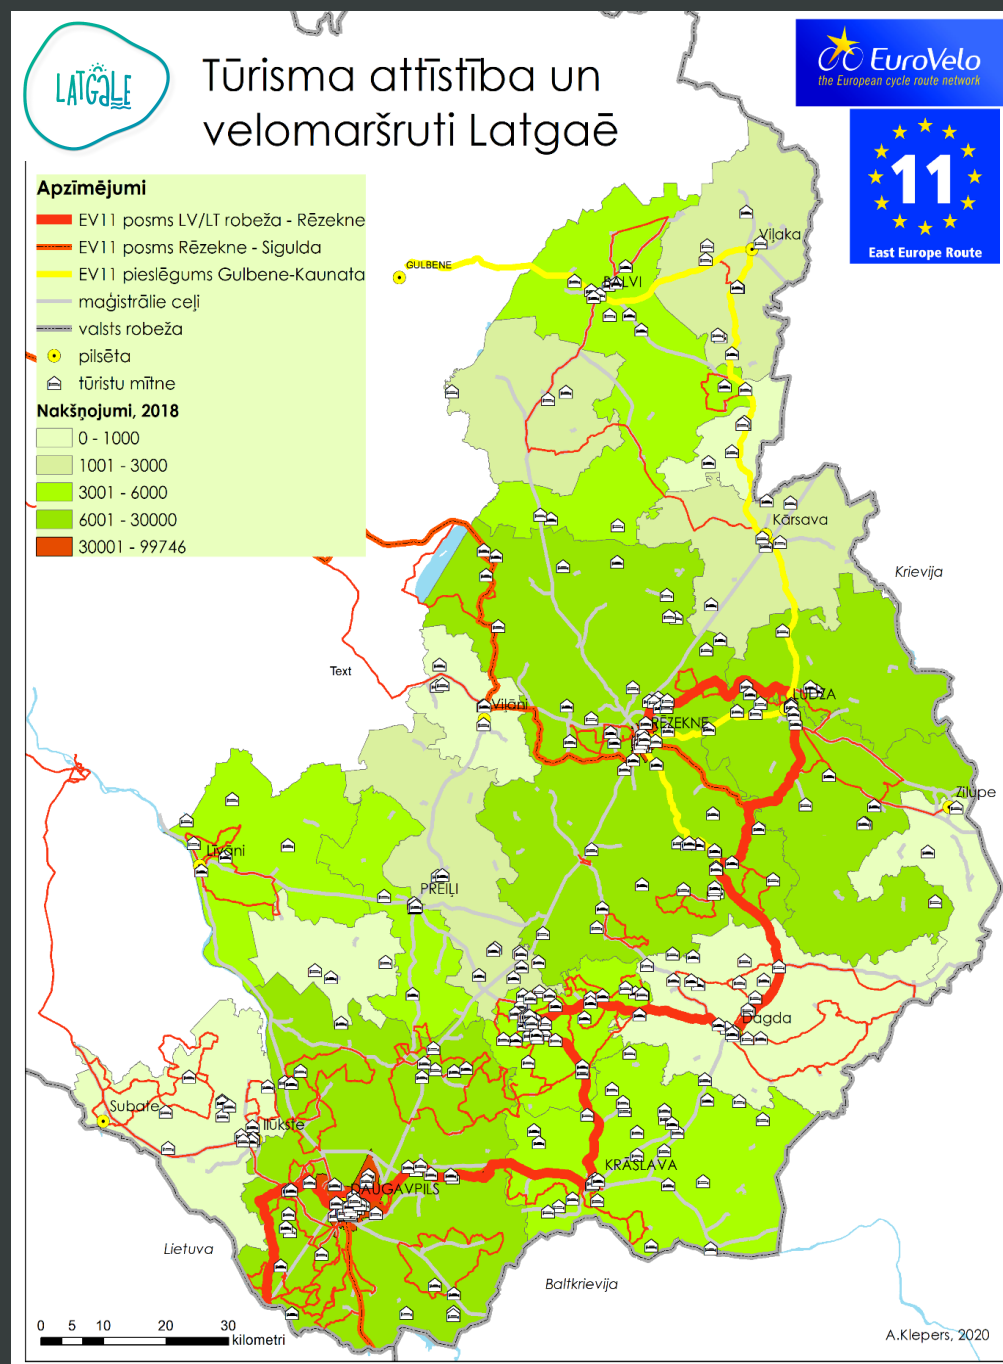 LATGALE
Tūrisma attīstība un
velomaršruti Latgaē
EuroVelo
the European cycle route network
11
East Europe Route
Apzīmējumi
EV11 posms LV/LT robeža - Rēzekne
EV11 posms Rēzekne - Sigulda
EV11 pieslēgums Gulbene-Kaunata
maģistrālie ceļi
valsts robeža
pilsēta
tūristu mītne
Nakšņojumi, 2018
0 - 1000
1001 - 3000
3001 - 6000
6001 - 30000
30001 - 99746
Viļaka
GULBENE
BALVI
Kārsava
Krievija
Text
Viļāni
LUDZA
RĒZEKNE
Zilupe
Līvāni
PREIĻI
Dagda
Subate
Ilūkste
KRĀSLAVA
DAUGAVPILS
Lietuva
Baltkrievija
0 5 10 20 30
kilometri
A.Klepers, 2020